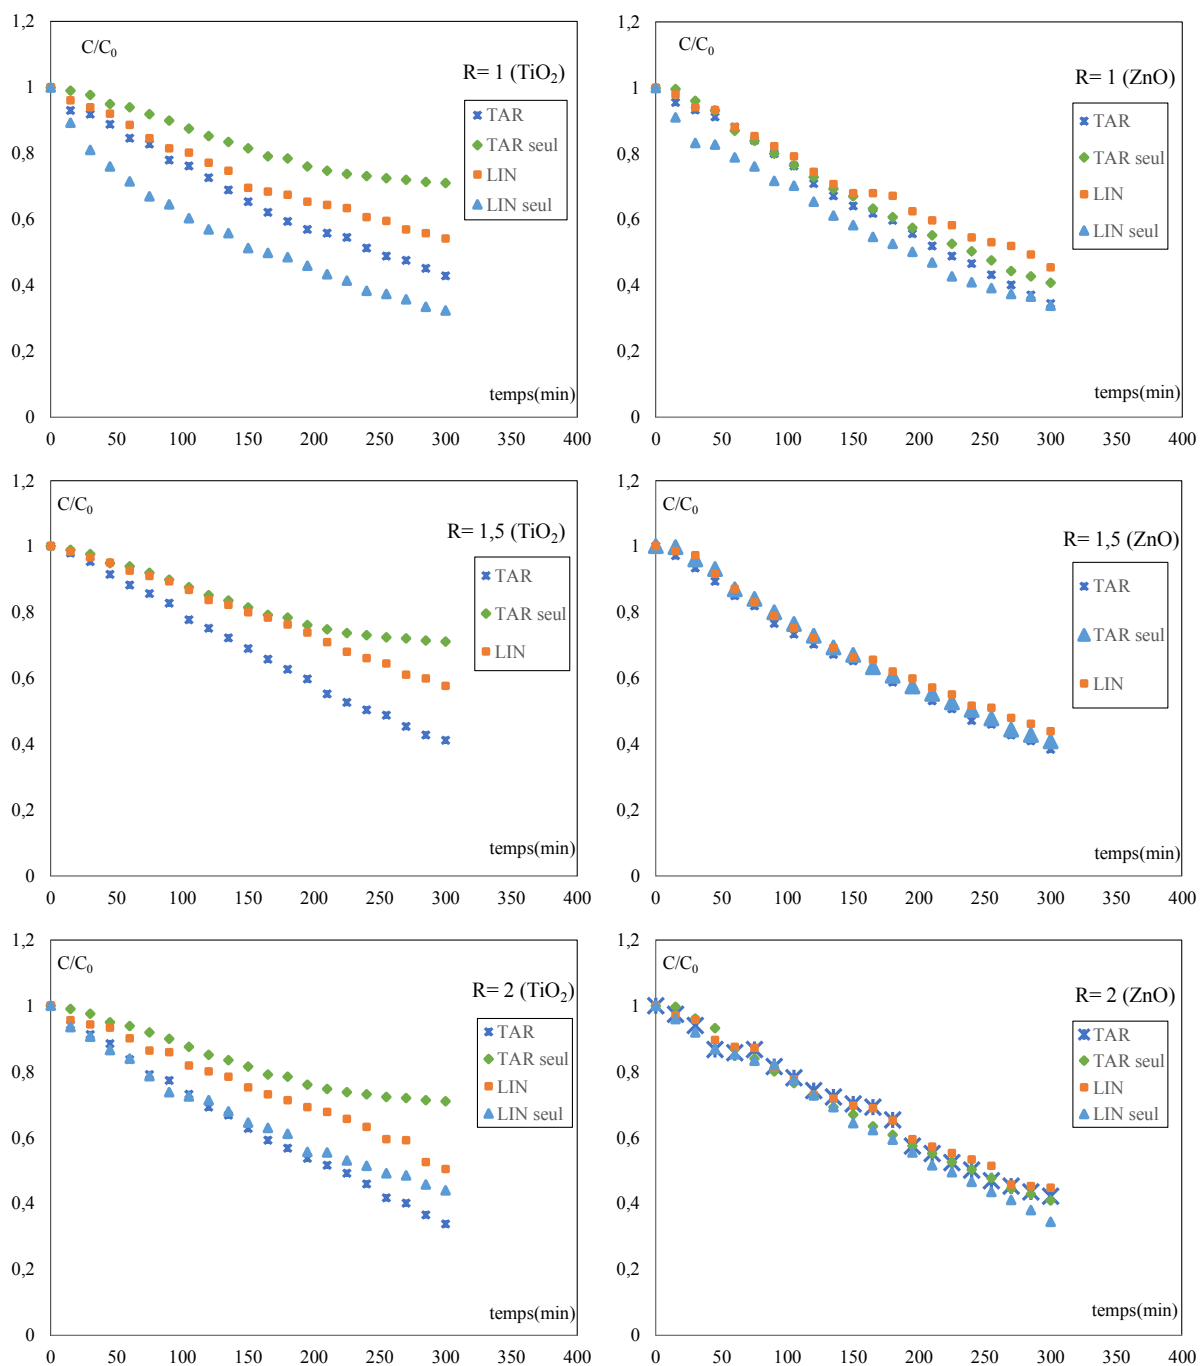 1,2
C/C0
R= 1 (TiO2)
1
TAR
TAR seul
LIN
LIN seul
0,8
0,6
0,4
0,2
temps(min)
0
0 50 100 150 200 250 300 350 400
1,2
C/C0
R= 1 (ZnO)
1
TAR
TAR seul
LIN
LIN seul
0,8
0,6
0,4
0,2
temps(min)
0
0 50 100 150 200 250 300 350 400
1,2
C/C0
R= 1,5 (TiO2)
1
TAR
TAR seul
LIN
0,8
0,6
0,4
0,2
temps(min)
0
0 50 100 150 200 250 300 350 400
1,2
C/C0
R= 1,5 (ZnO)
1
TAR
TAR seul
LIN
0,8
0,6
0,4
0,2
temps(min)
0
0 50 100 150 200 250 300 350 400
1,2
C/C0
R= 2 (TiO2)
1
TAR
TAR seul
LIN
LIN seul
0,8
0,6
0,4
0,2
temps(min)
0
0 50 100 150 200 250 300 350 400
1,2
C/C0
R= 2 (ZnO)
1
TAR
TAR seul
LIN
LIN seul
0,8
0,6
0,4
0,2
temps(min)
0
0 50 100 150 200 250 300 350 400